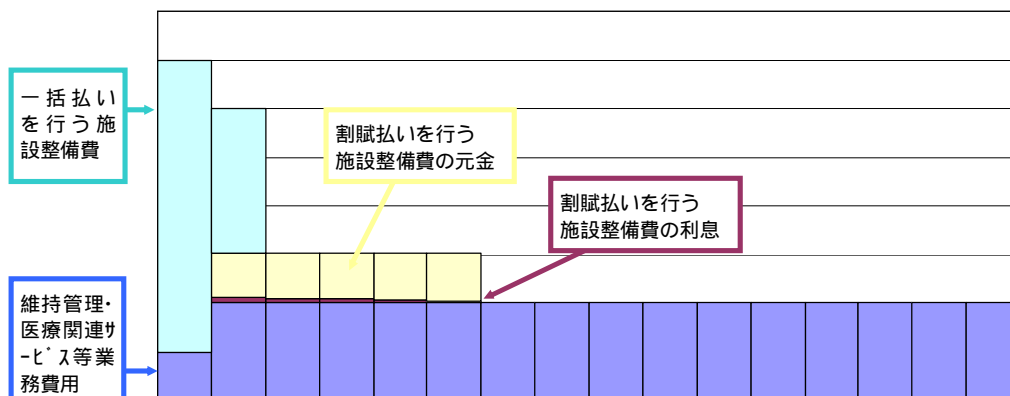 一括払い
を行う施
設整備費
割賦払いを行う
施設整備費の元金
割賦払いを行う
施設整備費の利息
維持管理・
医療関連ｻ
ｰﾋﾞｽ等業
務費用